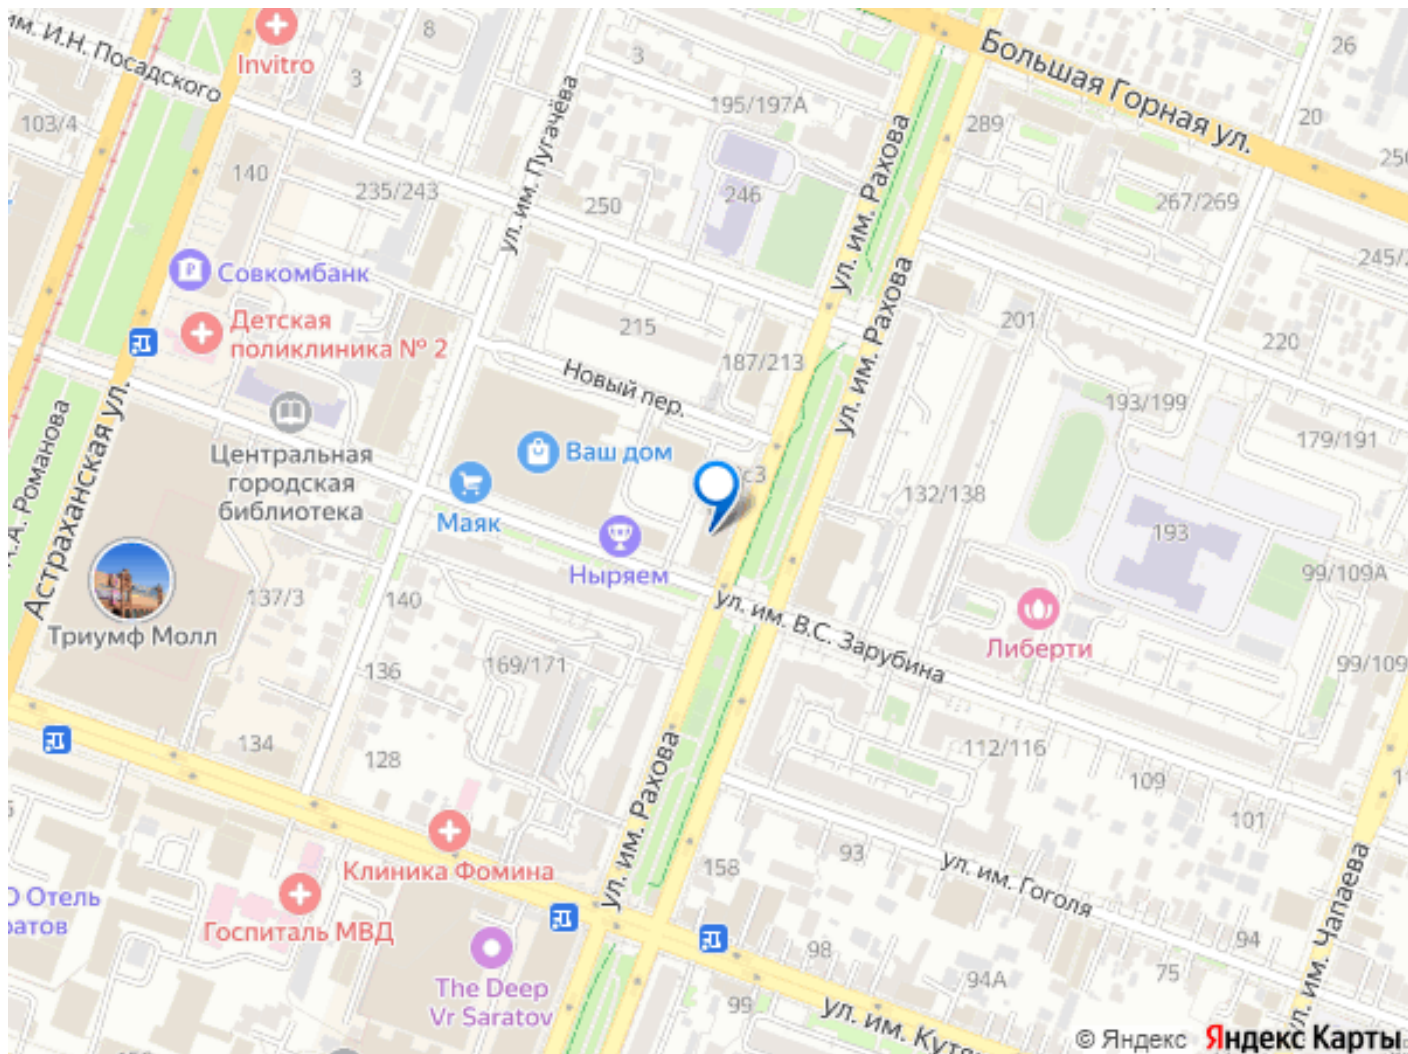 им. И.Н. Посадского
Invitro
8
3
3
195/197А
Большая Горная ул.
26
20
103/4
289
140
235/243
ул. им. Пугачёва
250
246
ул. им. Рахова
267/269
Совкомбанк
Детская
поликлиника № 2
215
187/213
ул. им. Рахова
201
220
Новый пер.
193/199
179/191
Астраханская ул.
Центральная
городская
библиотека
Ваш дом
Маяк
Ныряем
132/138
193
99/109А
Триумф Молл
137/3
140
ул. им. В.С. Зарубина
Либерти
136
169/171
99/109
134
128
ул. им. Рахова
112/116
109
101
Клиника Фомина
158
93
ул. им. Гоголя
ул. им. Чапаева
Госпиталь МВД
98
94
The Deep
Vr Saratov
94А
75
99
© Яндекс Яндекс Карты